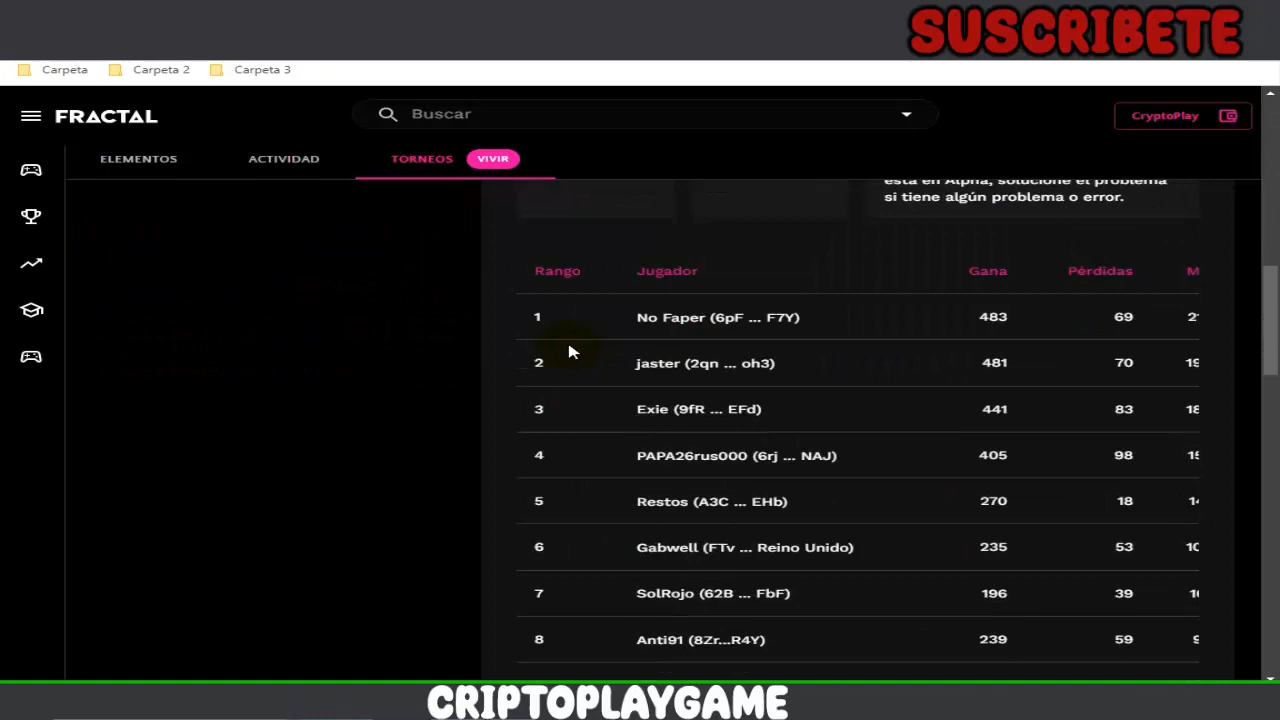 SUSCRIBETE
Carpeta Carpeta 2 Carpeta 3
FRACTAL Buscar CryptoPlay
ELEMENTOS ACTIVIDAD TORNEOS VIVIR
está en Alpha, solucione el problema
si tiene algún problema o error.
Rango Jugador Gana Pérdidas M
1 No Faper (6pF ... F7Y) 483 69
2 jaster (2qn ... oh3) 481 70 19
3 Exie (9fR ... EFd) 441 83 18
4 PAPA26rus000 (6rj ... NAJ) 405 98
5 Restos (A3C ... EHb) 270 18
6 Gabwell (FTv ... Reino Unido) 235 53
7 SolRojo (62B ... FbF) 196 39
8 Anti91 (8Zr...R4Y) 239 59
CRIPTOPLAYGAME